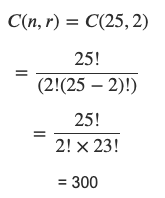 C(n, r) = C(25, 2)
= 25! / (2!(25 − 2)!)
= 25! / 2! × 23!
= 300